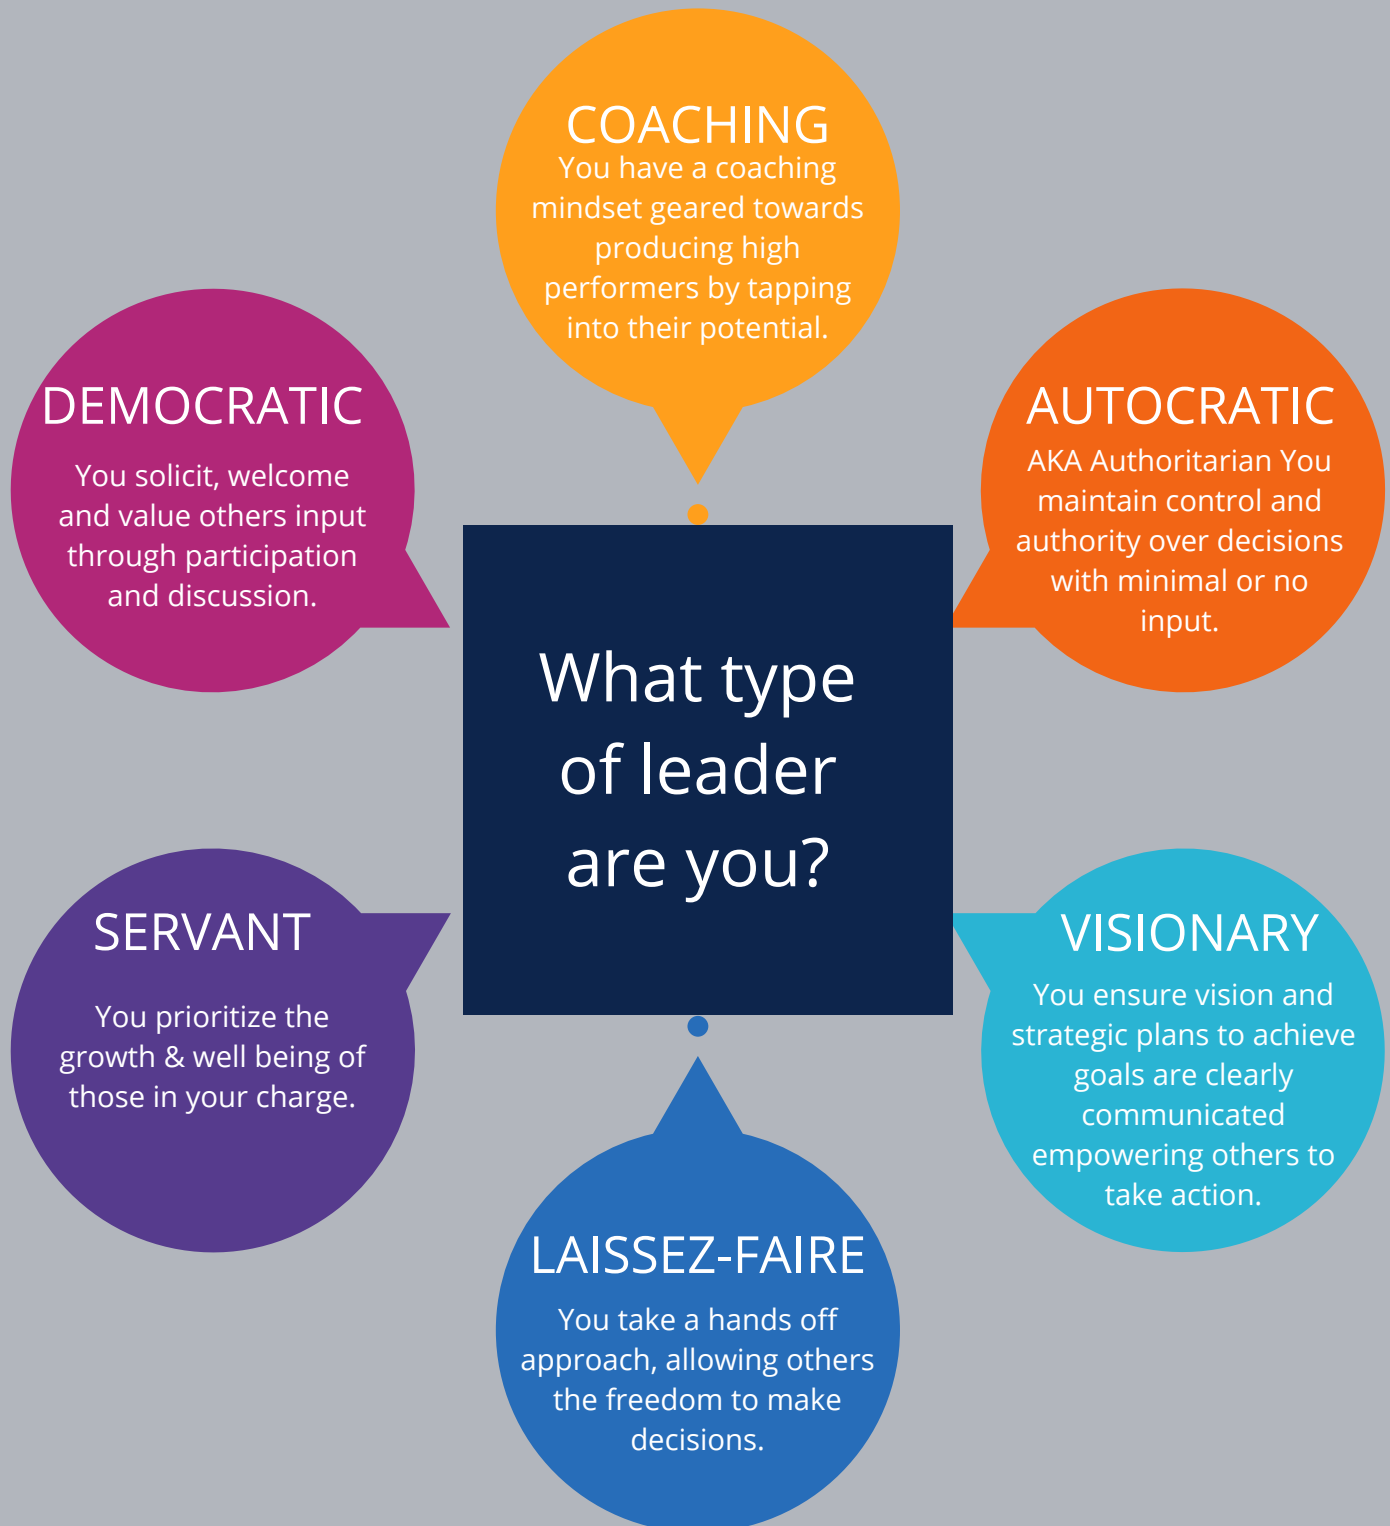 COACHING
You have a coaching
mindset geared towards
producing high
performers by tapping
into their potential.
DEMOCRATIC
You solicit, welcome
and value others input
through participation
and discussion.
AUTOCRATIC
AKA Authoritarian You
maintain control and
authority over decisions
with minimal or no
input.
What type
of leader
are you?
SERVANT
You prioritize the
growth & well being of
those in your charge.
VISIONARY
You ensure vision and
strategic plans to achieve
goals are clearly
communicated
empowering others to
take action.
LAISSEZ-FAIRE
You take a hands off
approach, allowing others
the freedom to make
decisions.